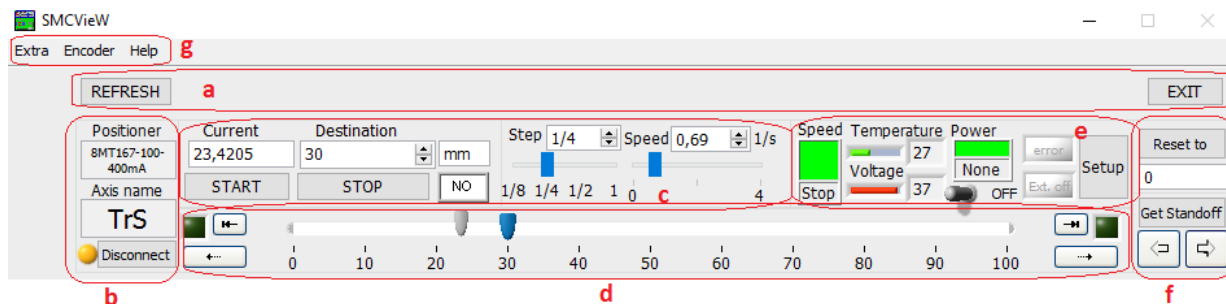 SMCVieW
Extra Encoder Help g
REFRESH a EXIT
Positioner
8MT167-100-
400mA
Axis name
TrS
Disconnect
b
Current Destination
23,4205 30 mm
START STOP NO
Step 1/4 Speed 0,69 1/s
1/8 1/4 1/2 1 0 4
c
Speed Temperature Power e
27 error
Voltage None Setup
Stop 37 OFF Ext. off
Reset to
0
Get Standoff
f
0 10 20 30 40 50 60 70 80 90 100
d